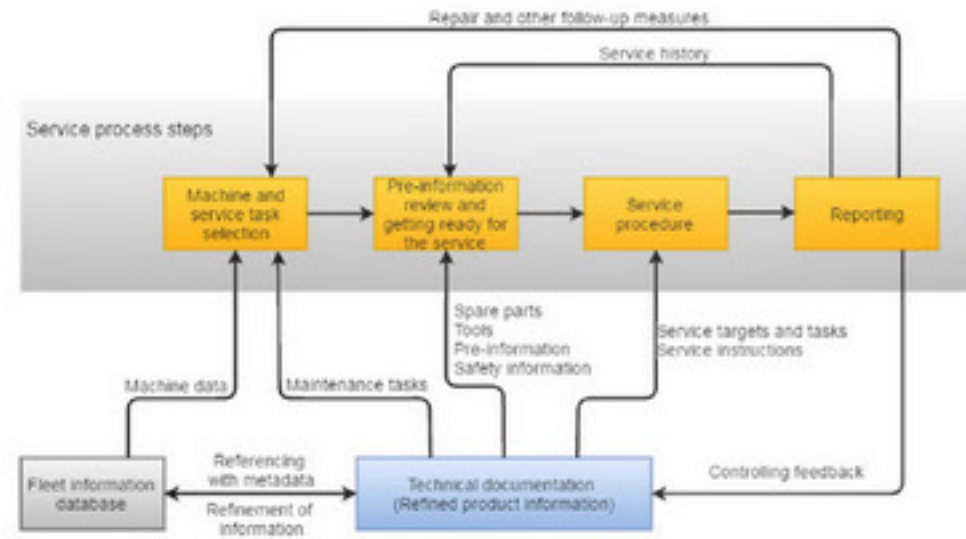 Repair and other follow-up measures
Service history
Service process steps
Machine and
service task
selection
Pre-information
review and
getting ready for
the service
Service
procedure
Reporting
Spare parts
Tools
Pre-information
Safety information
Service targets and tasks
Service instructions
Machine data
Maintenance tasks
Fleet information
database
Referencing
with metadata
Refinement of
information
Technical documentation
(Refined product information)
Controlling feedback